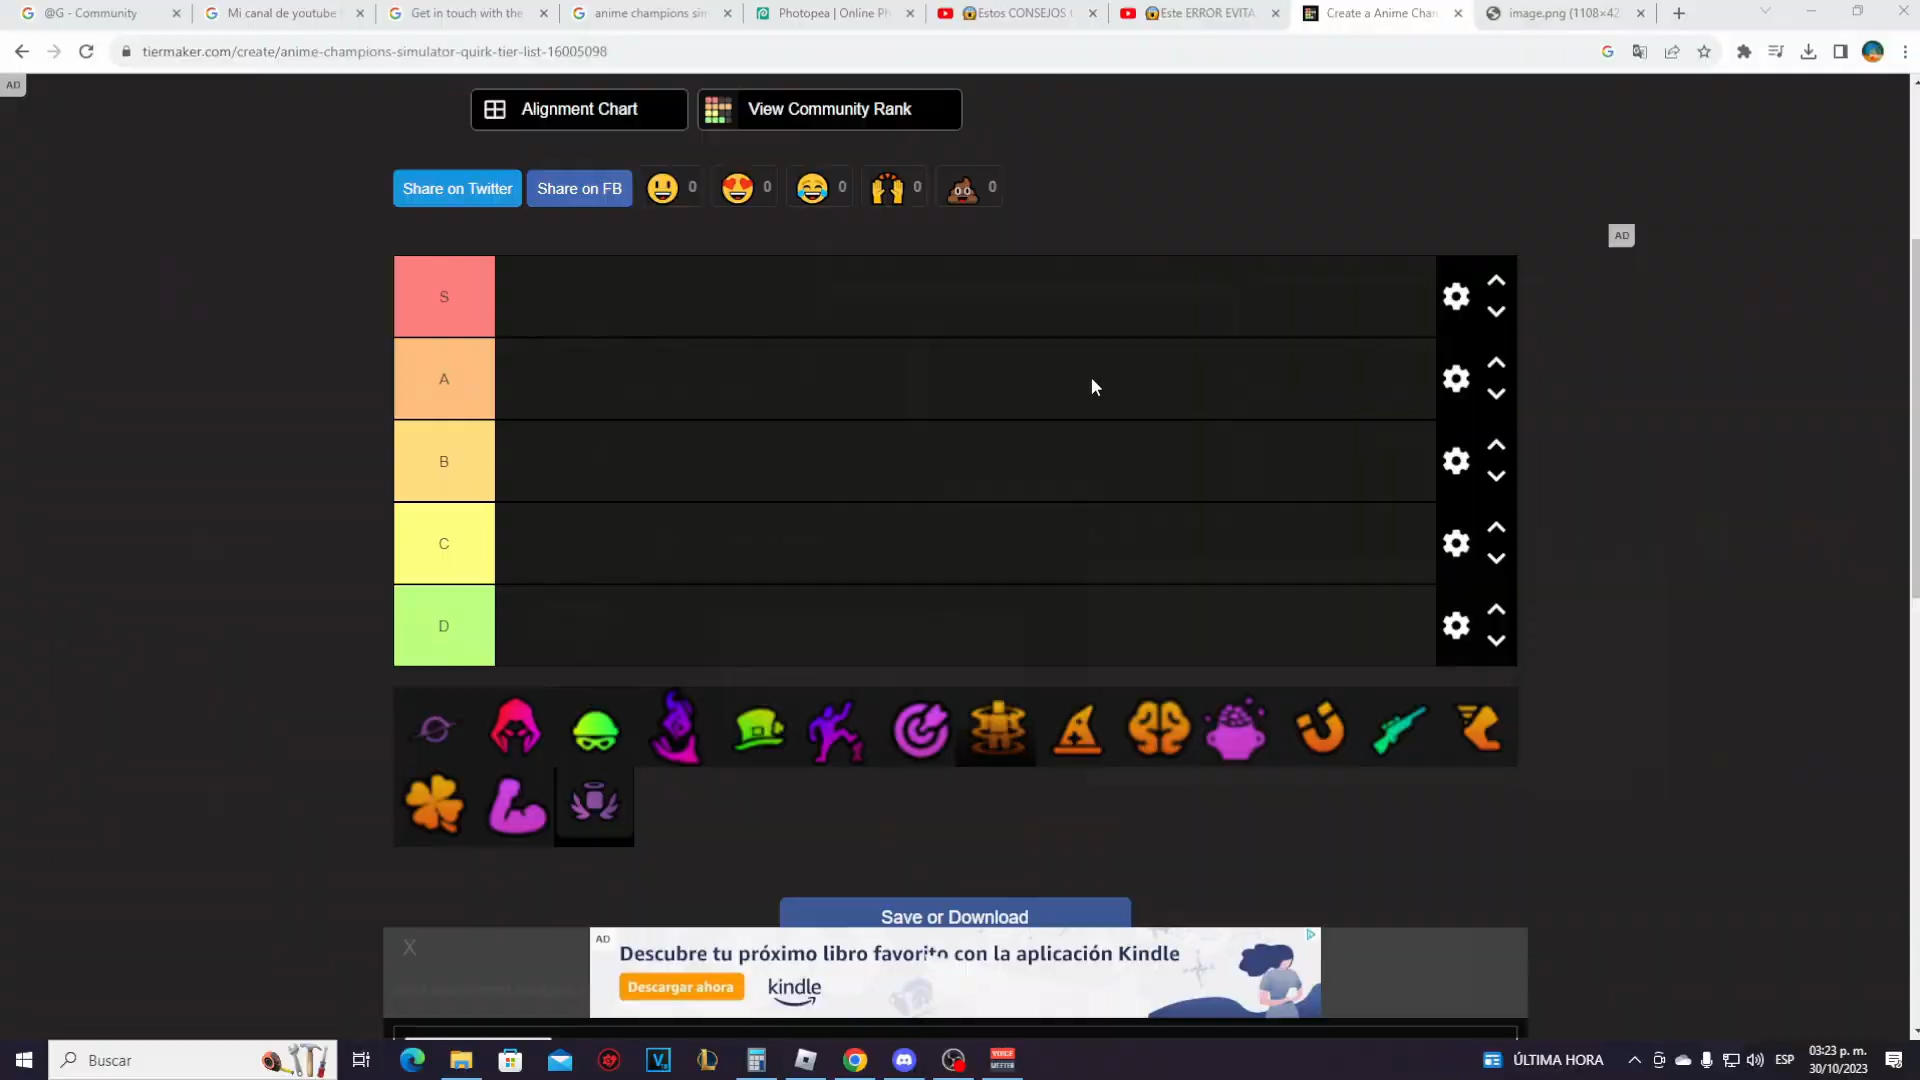 @G - Community
Mi canal de youtube
Get in touch with the
anime champions sim
Photopea | Online Ph
Estos CONSEJOS
Este ERROR EVITA
Create a Anime Chan
image.png (1108×42
tiermaker.com/create/anime-champions-simulator-quirk-tier-list-16005098
AD
Alignment Chart
View Community Rank
Share on Twitter
Share on FB
0
0
0
0
0
AD
S
A
B
C
D
Save or Download
X
AD
Descubre tu próximo libro favorito con la aplicación Kindle
Descargar ahora
kindle
Buscar
ÚLTIMA HORA
ESP
03:23 p. m.
30/10/2023